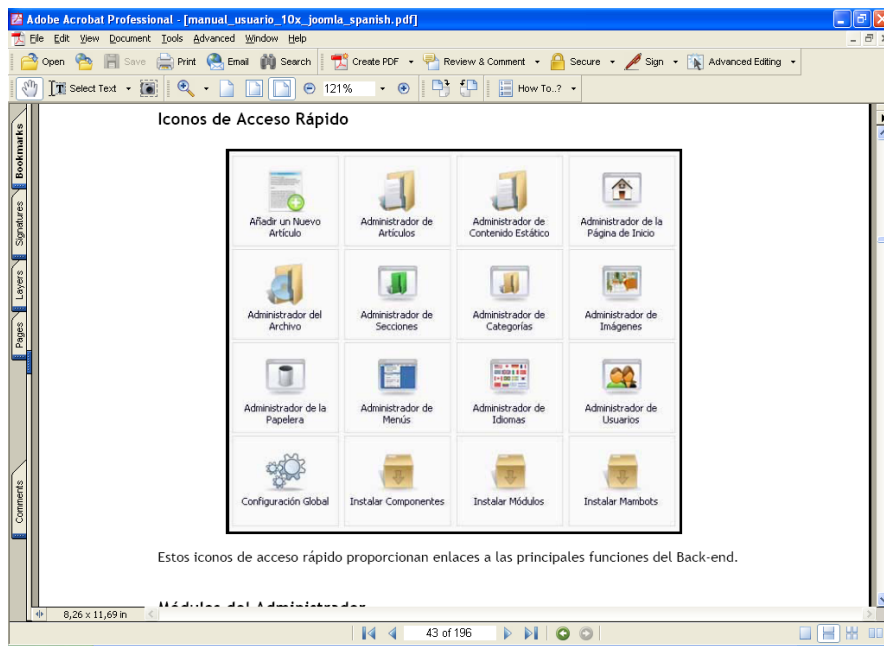 Adobe Acrobat Professional - [manual_usuario_10x_joomla_spanish.pdf]
File Edit View Document Tools Advanced Window Help
Open Save Print Email Search Create PDF Review & Comment Secure Sign Advanced Editing
Select Text 121% How To..?
Bookmarks
Signatures
Layers
Pages
Comments
Iconos de Acceso Rápido
Añadir un Nuevo
Artículo
Administrador de
Artículos
Administrador de
Contenido Estático
Administrador de la
Página de Inicio
Administrador del
Archivo
Administrador de
Secciones
Administrador de
Categorías
Administrador de
Imágenes
Administrador de la
Papelera
Administrador de
Menús
Administrador de
Idiomas
Administrador de
Usuarios
Configuración Global
Instalar Componentes
Instalar Módulos
Instalar Mambots
Estos iconos de acceso rápido proporcionan enlaces a las principales funciones del Back-end.
Módulos del Administrador
8,26 x 11,69 in
43 of 196